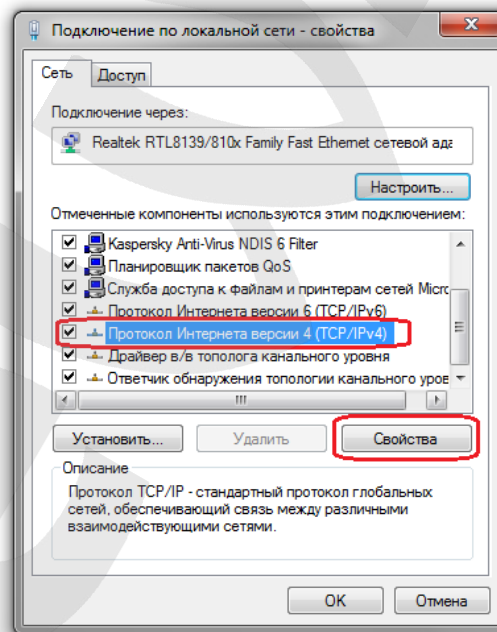 Подключение по локальной сети - свойства
Сеть Доступ
Подключение через:
Realtek RTL8139/810x Family Fast Ethernet сетевой ада
Настроить...
Отмеченные компоненты используются этим подключением:
Kaspersky Anti-Virus NDIS 6 Filter
Планировщик пакетов QoS
Служба доступа к файлам и принтерам сетей Micro
Протокол Интернета версии 6 (TCP/IPv6)
Протокол Интернета версии 4 (TCP/IPv4)
Драйвер в/в тополога канального уровня
Ответчик обнаружения топологии канального уров
Установить... Удалить Свойства
Описание
Протокол TCP/IP - стандартный протокол глобальных
сетей, обеспечивающий связь между различными
взаимодействующими сетями.
OK Отмена